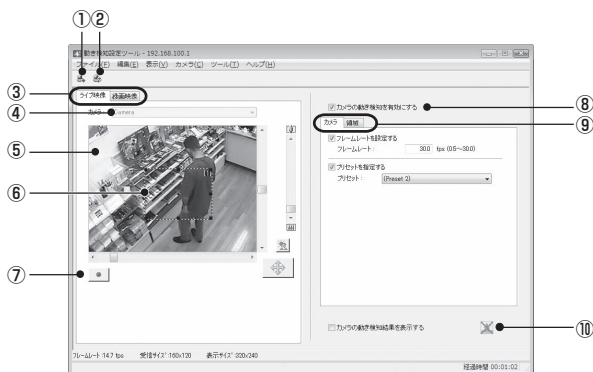 ①②
動き検知設定ツール - 192.168.100.1
ファイル(F) 編集(E) 表示(V) カメラ(C) ツール(T) ヘルプ(H)
③
ライブ映像 録画映像
④
カメラ: Camera
⑤
⑥
⑦
フレームレート:14.7 fps 受信サイズ:160x120 表示サイズ:320x240
カメラの動き検知を有効にする
⑧
カメラ 領域
⑨
フレームレートを設定する
フレームレート: 30.0 fps (0.5~30.0)
プリセットを指定する
プリセット: (Preset 2)
カメラの動き検知結果を表示する
⑩
経過時間 00:01:02